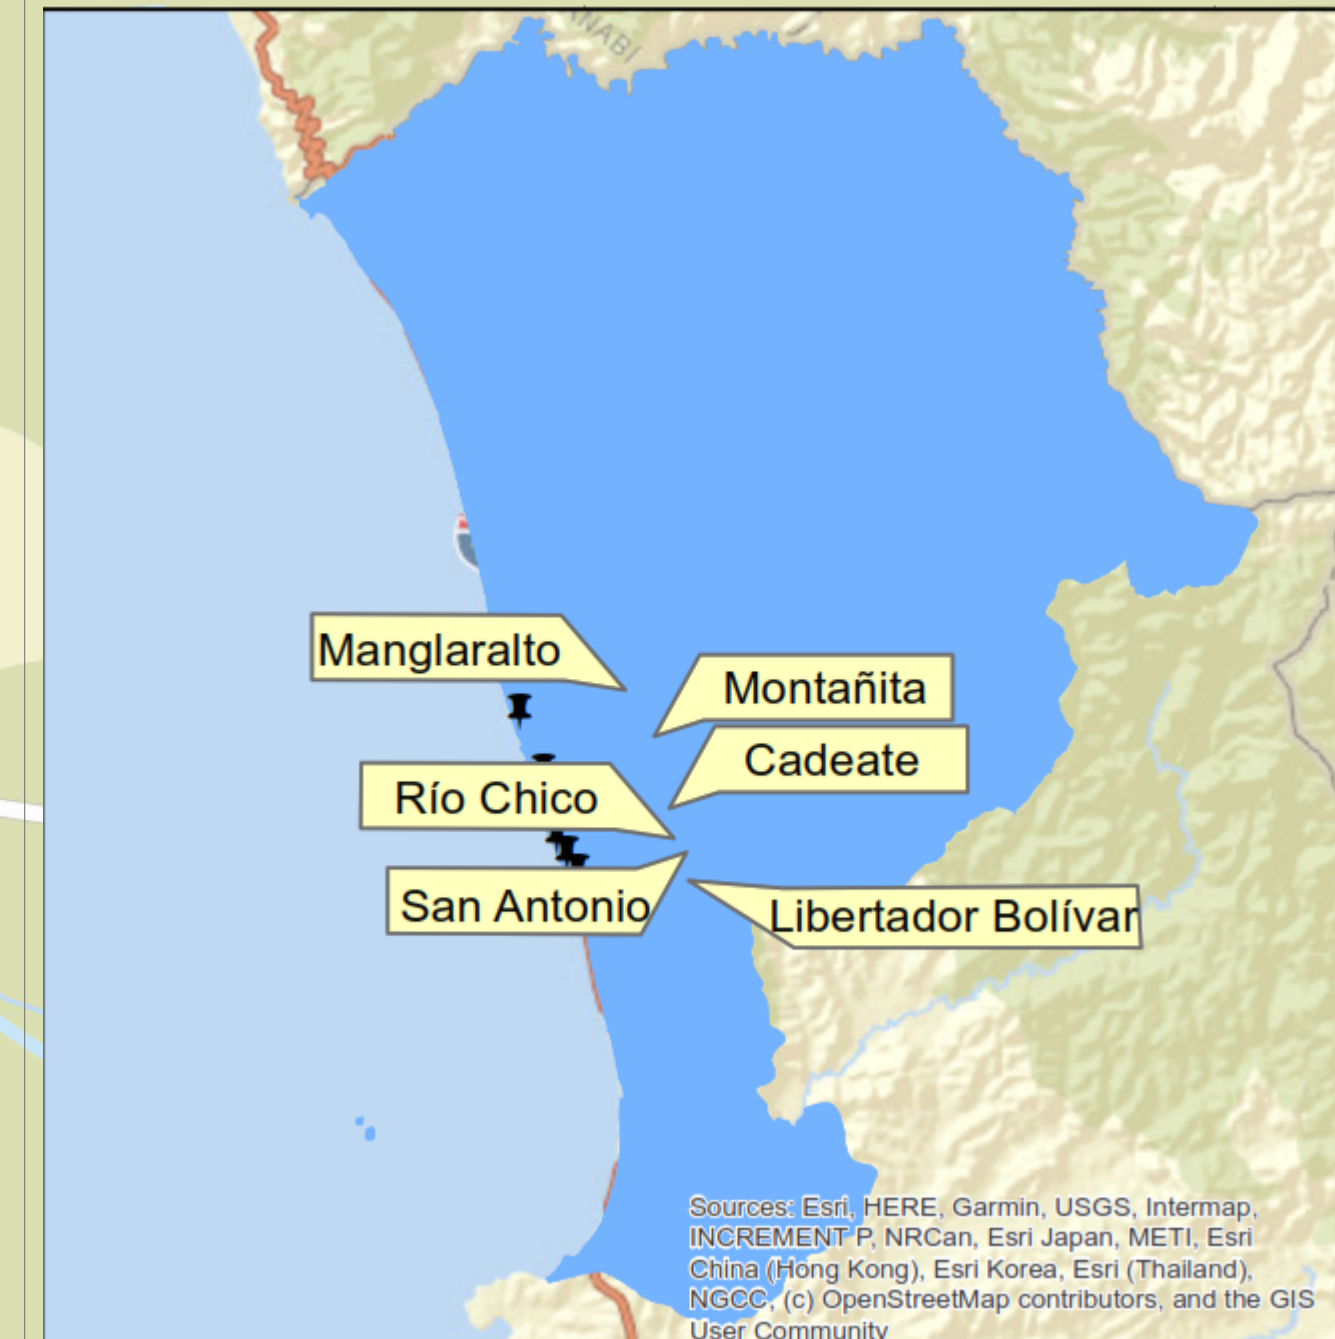 ANABÍ
Manglaralto
Montañita
Cadeate
Río Chico
San Antonio
Libertador Bolívar
Sources: Esri, HERE, Garmin, USGS, Intermap,
INCREMENT P, NRCan, Esri Japan, METI, Esri
China (Hong Kong), Esri Korea, Esri (Thailand),
NGCC, (c) OpenStreetMap contributors, and the GIS
User Community